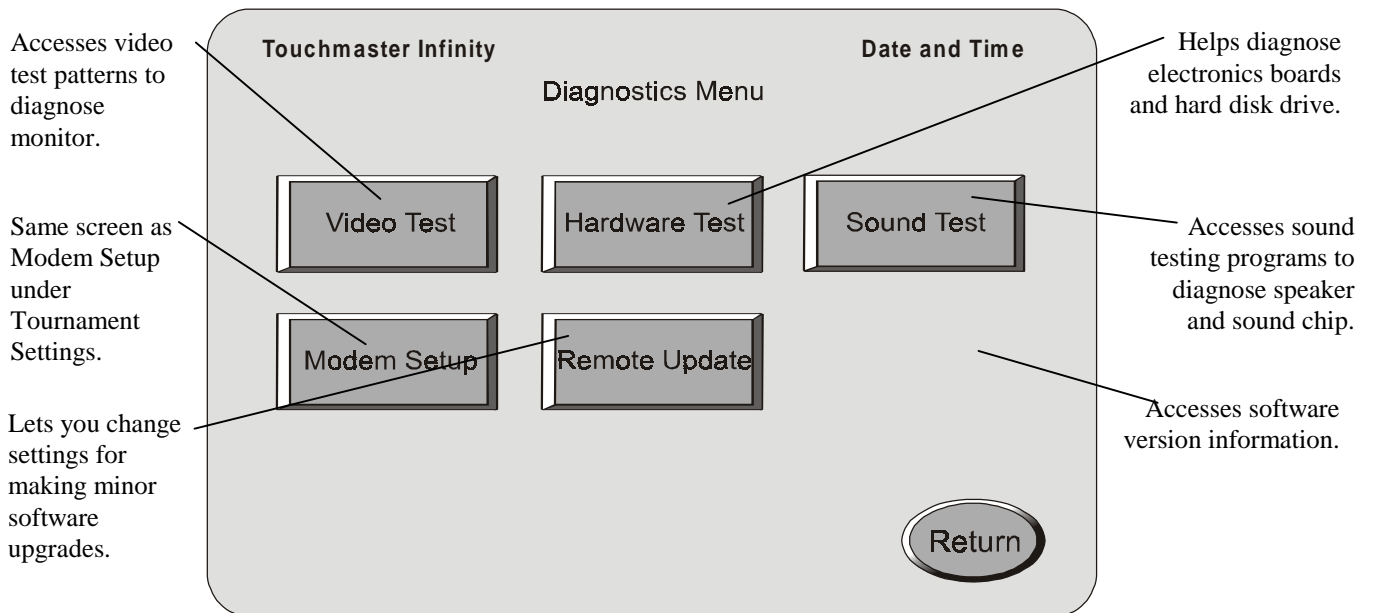 Accesses video
test patterns to
diagnose
monitor.
Same screen as
Modem Setup
under
Tournament
Settings.
Lets you change
settings for
making minor
software
upgrades.
Touchmaster Infinity
Date and Time
Diagnostics Menu
Video Test
Hardware Test
Sound Test
Modem Setup
Remote Update
Return
Helps diagnose
electronics boards
and hard disk drive.
Accesses sound
testing programs to
diagnose speaker
and sound chip.
Accesses software
version information.